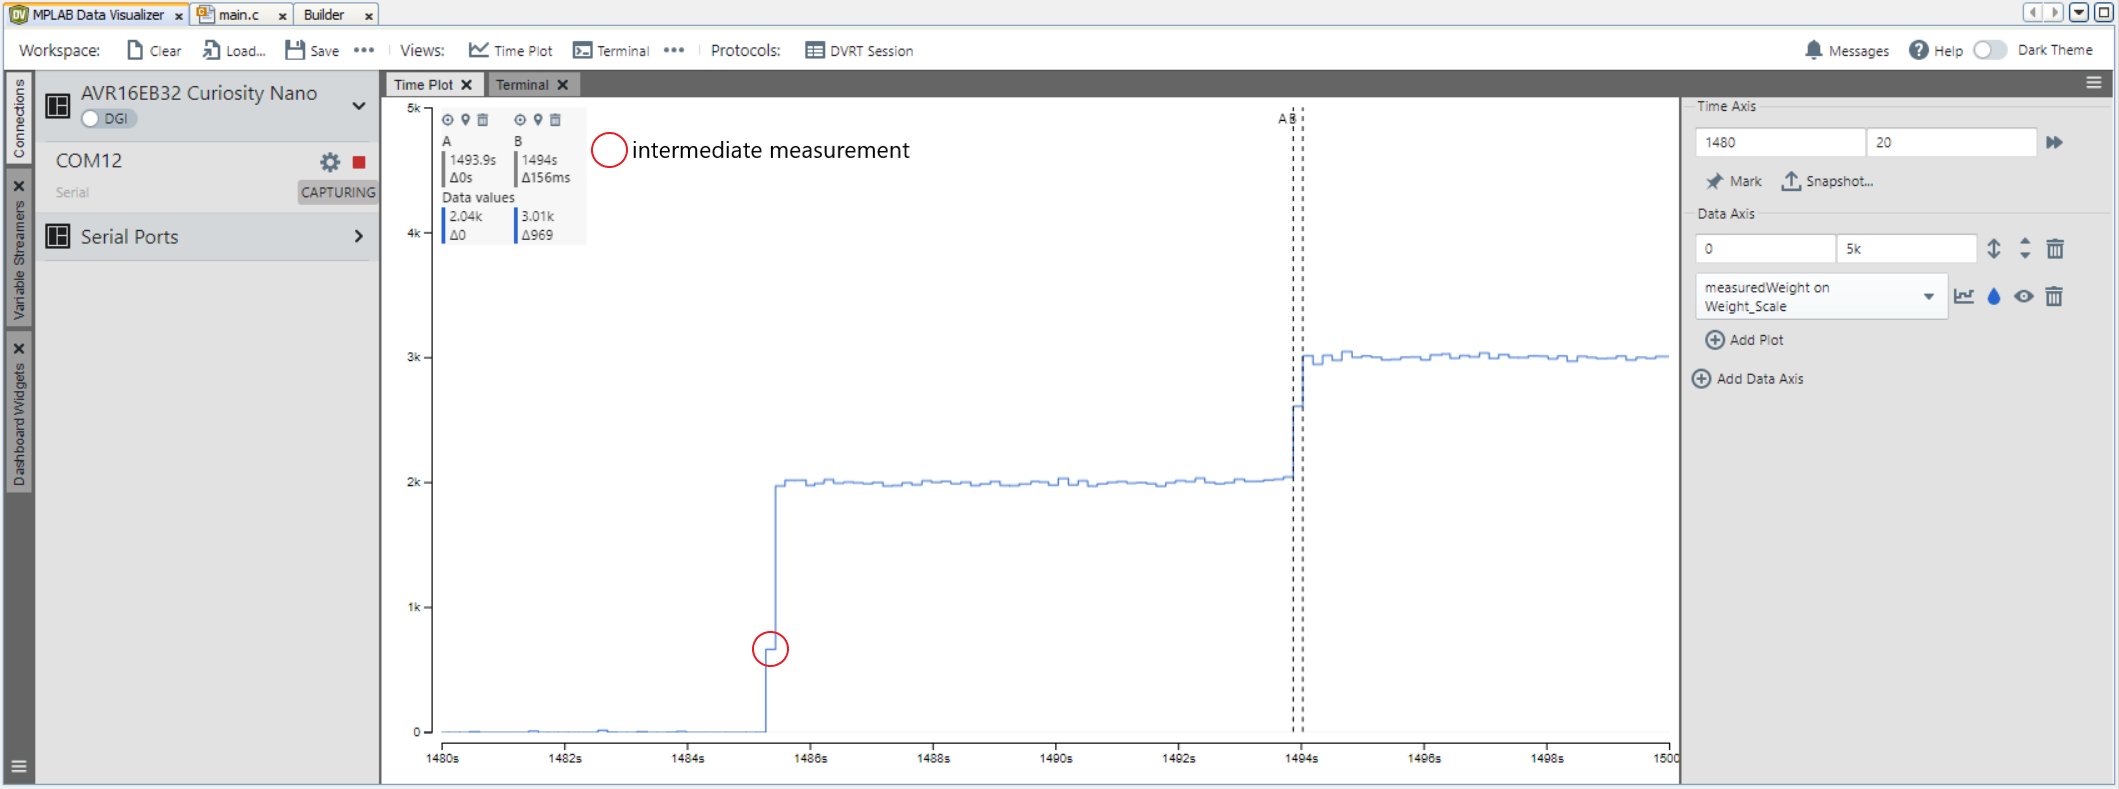 MPLAB Data Visualizer x main.c x Builder x
Workspace: Clear Load... Save ••• Views: Time Plot Terminal ••• Protocols: DVRT Session Messages Help Dark Theme
Connections
Variable Streamers
Dashboard Widgets
AVR16EB32 Curiosity Nano
DGI
COM12
Serial
CAPTURING
Serial Ports
Time Plot X Terminal X
A B
1493.9s 1494s
Δ0s Δ156ms
Data values
2.04k 3.01k
Δ0 Δ969
intermediate measurement
A B
5k
4k
3k
2k
1k
0
1480s 1482s 1484s 1486s 1488s 1490s 1492s 1494s 1496s 1498s 1500
Time Axis
1480 20
Mark Snapshot...
Data Axis
0 5k
measuredWeight on
Weight_Scale
Add Plot
Add Data Axis